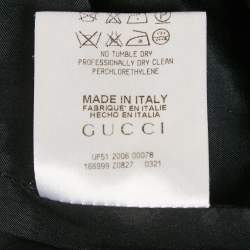 NO TUMBLE DRY
PROFESSIONALLY DRY CLEAN
PERCHLORETHYLENE
MADE IN ITALY
FABRIQUÉ EN ITALIE
HECHO EN ITALIA
GUCCI
UP51 2006 00078
166999 Z0827 0321